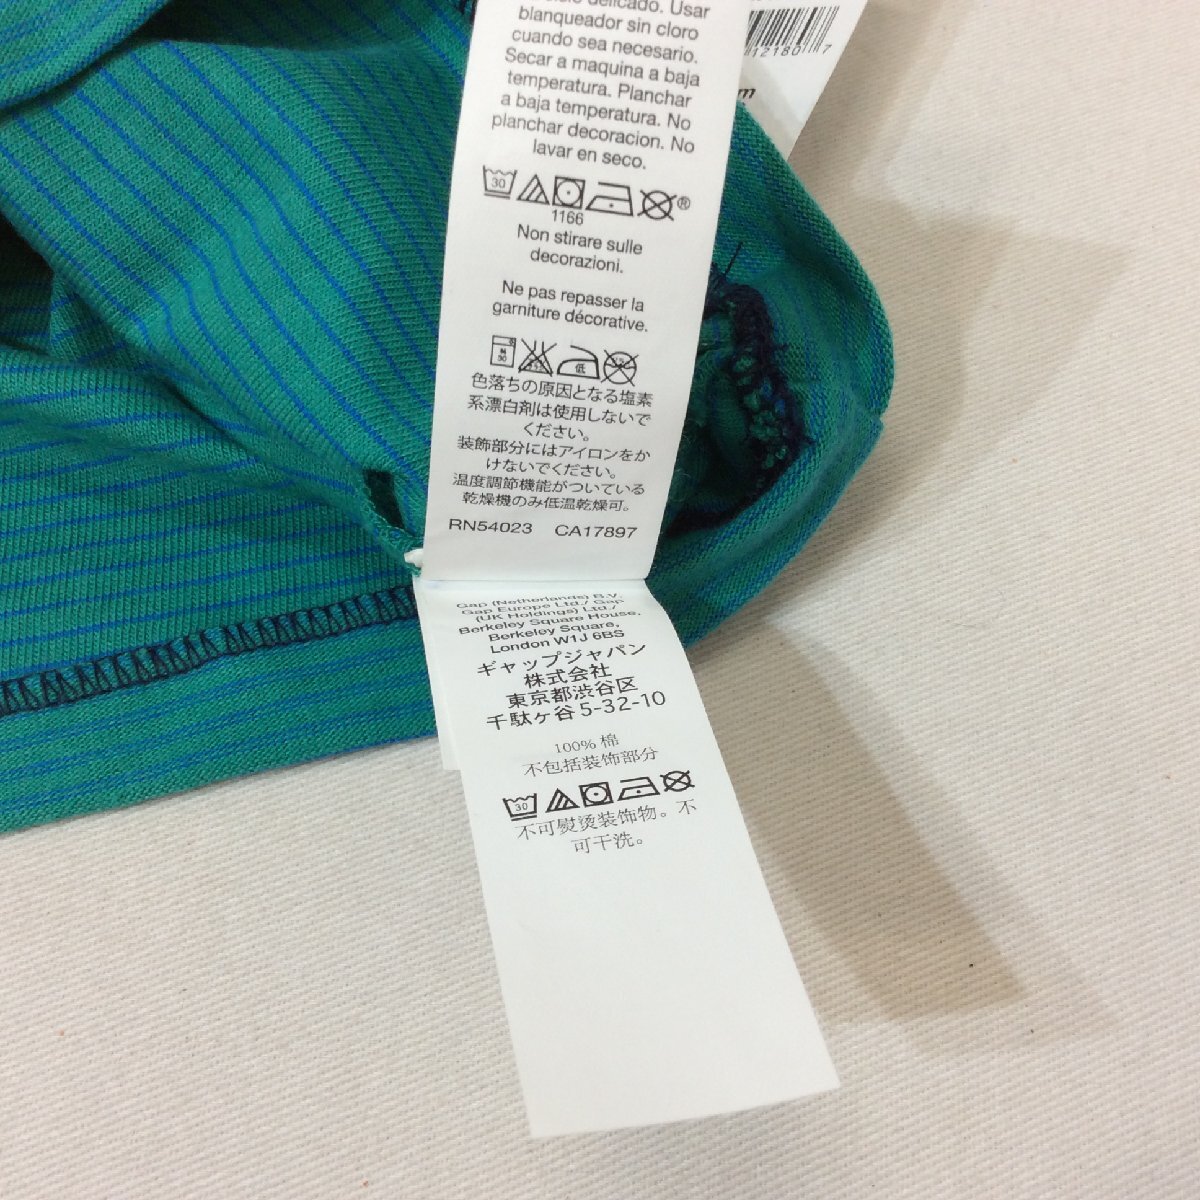 delicado. Usar
blanqueador sin cloro
cuando sea necesario.
Secar a maquina a baja
temperatura. Planchar
a baja temperatura. No
planchar decoracion. No
lavar en seco.
30
®
1166
Non stirare sulle
decorazioni.
Ne pas repasser la
garniture décorative.
低
色落ちの原因となる塩素
系漂白剤は使用しないで
ください。
装飾部分にはアイロンをか
けないでください。
温度調節機能がついている
乾燥機のみ低温乾燥可。
RN54023 CA17897
Gap (Netherlands) B.V.
Gap Europe Ltd./ Gap
(UK Holdings) Ltd./
Berkeley Square House,
Berkeley Square,
London W1J 6BS
ギャップジャパン
株式会社
東京都渋谷区
千駄ヶ谷5-32-10
100% 棉
不包括装饰部分
30
不可熨烫装饰物。不
可干洗。
12180 7